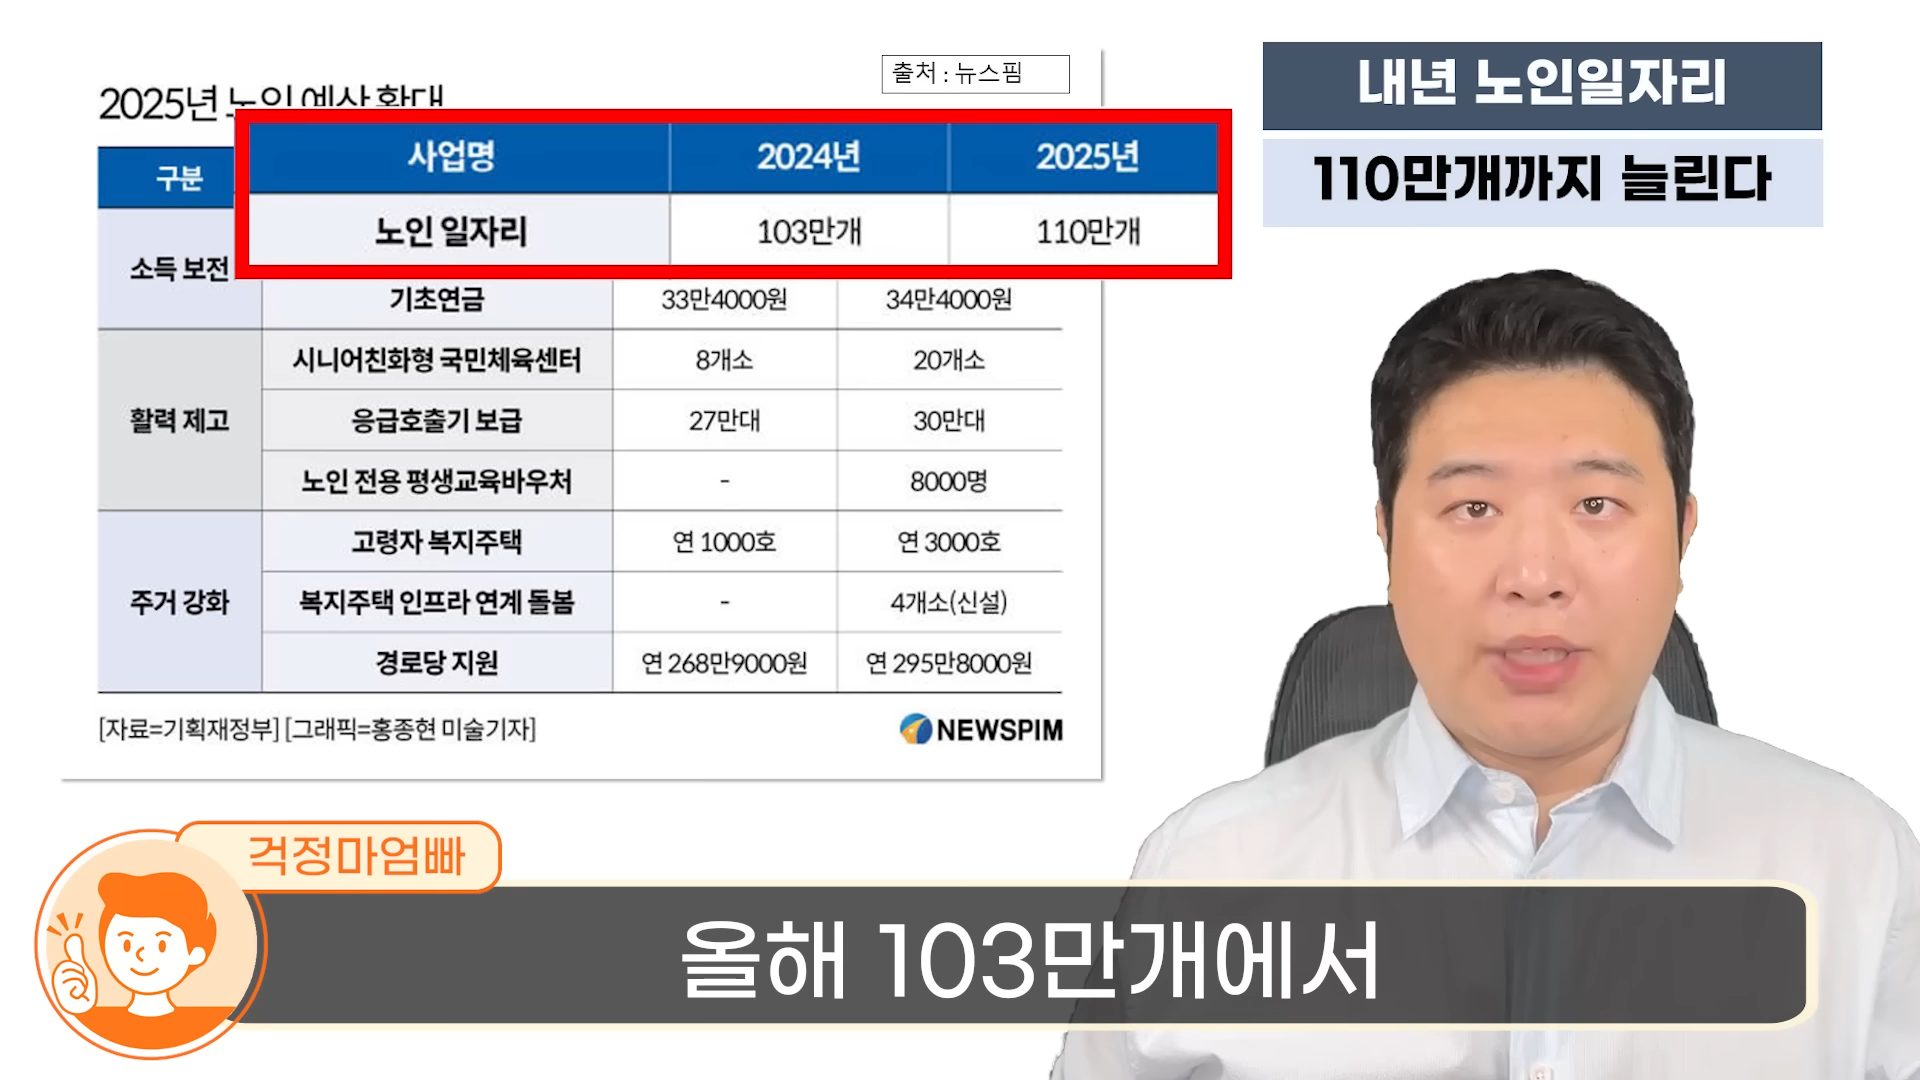 출처 : 뉴스핌
2025년 노인 예산 확대
구분
사업명 2024년 2025년
노인 일자리 103만개 110만개
소득 보전
기초연금 33만4000원 34만4000원
시니어친화형 국민체육센터 8개소 20개소
활력 제고
응급호출기 보급 27만대 30만대
노인 전용 평생교육바우처 - 8000명
고령자 복지주택 연 1000호 연 3000호
주거 강화
복지주택 인프라 연계 돌봄 - 4개소(신설)
경로당 지원 연 268만9000원 연 295만8000원
[자료=기획재정부] [그래픽=홍종현 미술기자]
NEWSPIM
내년 노인일자리
110만개까지 늘린다
걱정마엄빠
올해 103만개에서